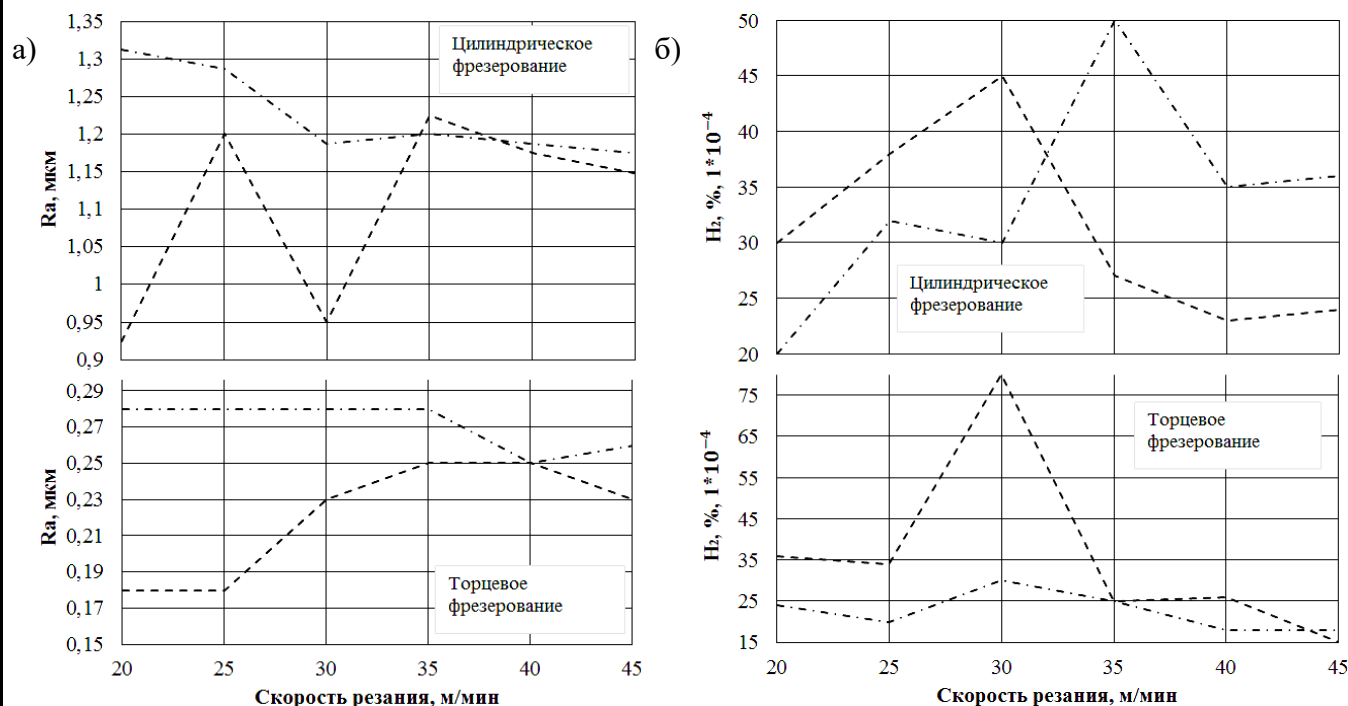 а)
Ra, мкм
1,35
1,3
1,25
1,2
1,15
1,1
1,05
1
0,95
0,9
Цилиндрическое
фрезерование
Ra, мкм
0,29
0,27
0,25
0,23
0,21
0,19
0,17
0,15
Торцевое
фрезерование
20 25 30 35 40 45
Скорость резания, м/мин
б)
H₂, %, 1*10⁻⁴
50
45
40
35
30
25
20
Цилиндрическое
фрезерование
H₂, %, 1*10⁻⁴
75
65
55
45
35
25
15
Торцевое
фрезерование
20 25 30 35 40 45
Скорость резания, м/мин